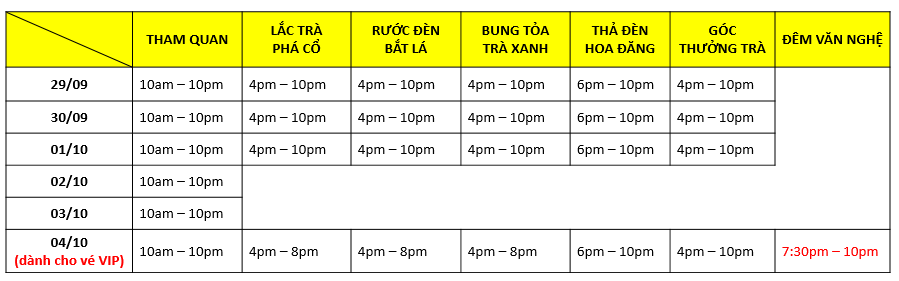 THAM QUAN LẮC TRÀ PHÁ CỔ RƯỚC ĐÈN BẮT LÁ BUNG TỎA TRÀ XANH THẢ ĐÈN HOA ĐĂNG GÓC THƯỞNG TRÀ ĐÊM VĂN NGHỆ
29/09 10am – 10pm 4pm – 10pm 4pm – 10pm 4pm – 10pm 6pm – 10pm 4pm – 10pm
30/09 10am – 10pm 4pm – 10pm 4pm – 10pm 4pm – 10pm 6pm – 10pm 4pm – 10pm
01/10 10am – 10pm 4pm – 10pm 4pm – 10pm 4pm – 10pm 6pm – 10pm 4pm – 10pm
02/10 10am – 10pm
03/10 10am – 10pm
04/10 (dành cho vé VIP) 10am – 10pm 4pm – 8pm 4pm – 8pm 4pm – 8pm 6pm – 10pm 4pm – 10pm 7:30pm – 10pm